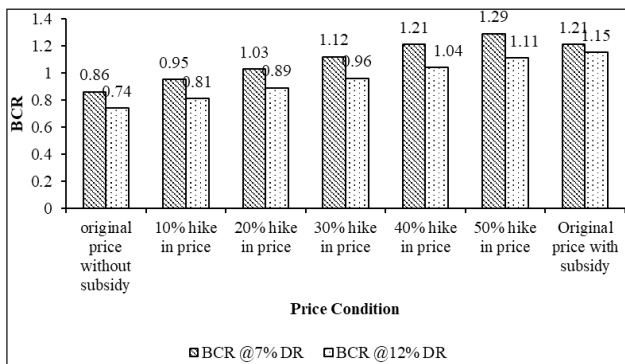 BCR
1.4
1.2
1
0.8
0.6
0.4
0.2
0
0.86
0.74
0.95
0.81
1.03
0.89
1.12
0.96
1.21
1.04
1.29
1.11
1.21
1.15
original
price
without
subsidy
10% hike
in price
20% hike
in price
30% hike
in price
40% hike
in price
50% hike
in price
Original
price with
subsidy
Price Condition
BCR @7% DR
BCR @12% DR